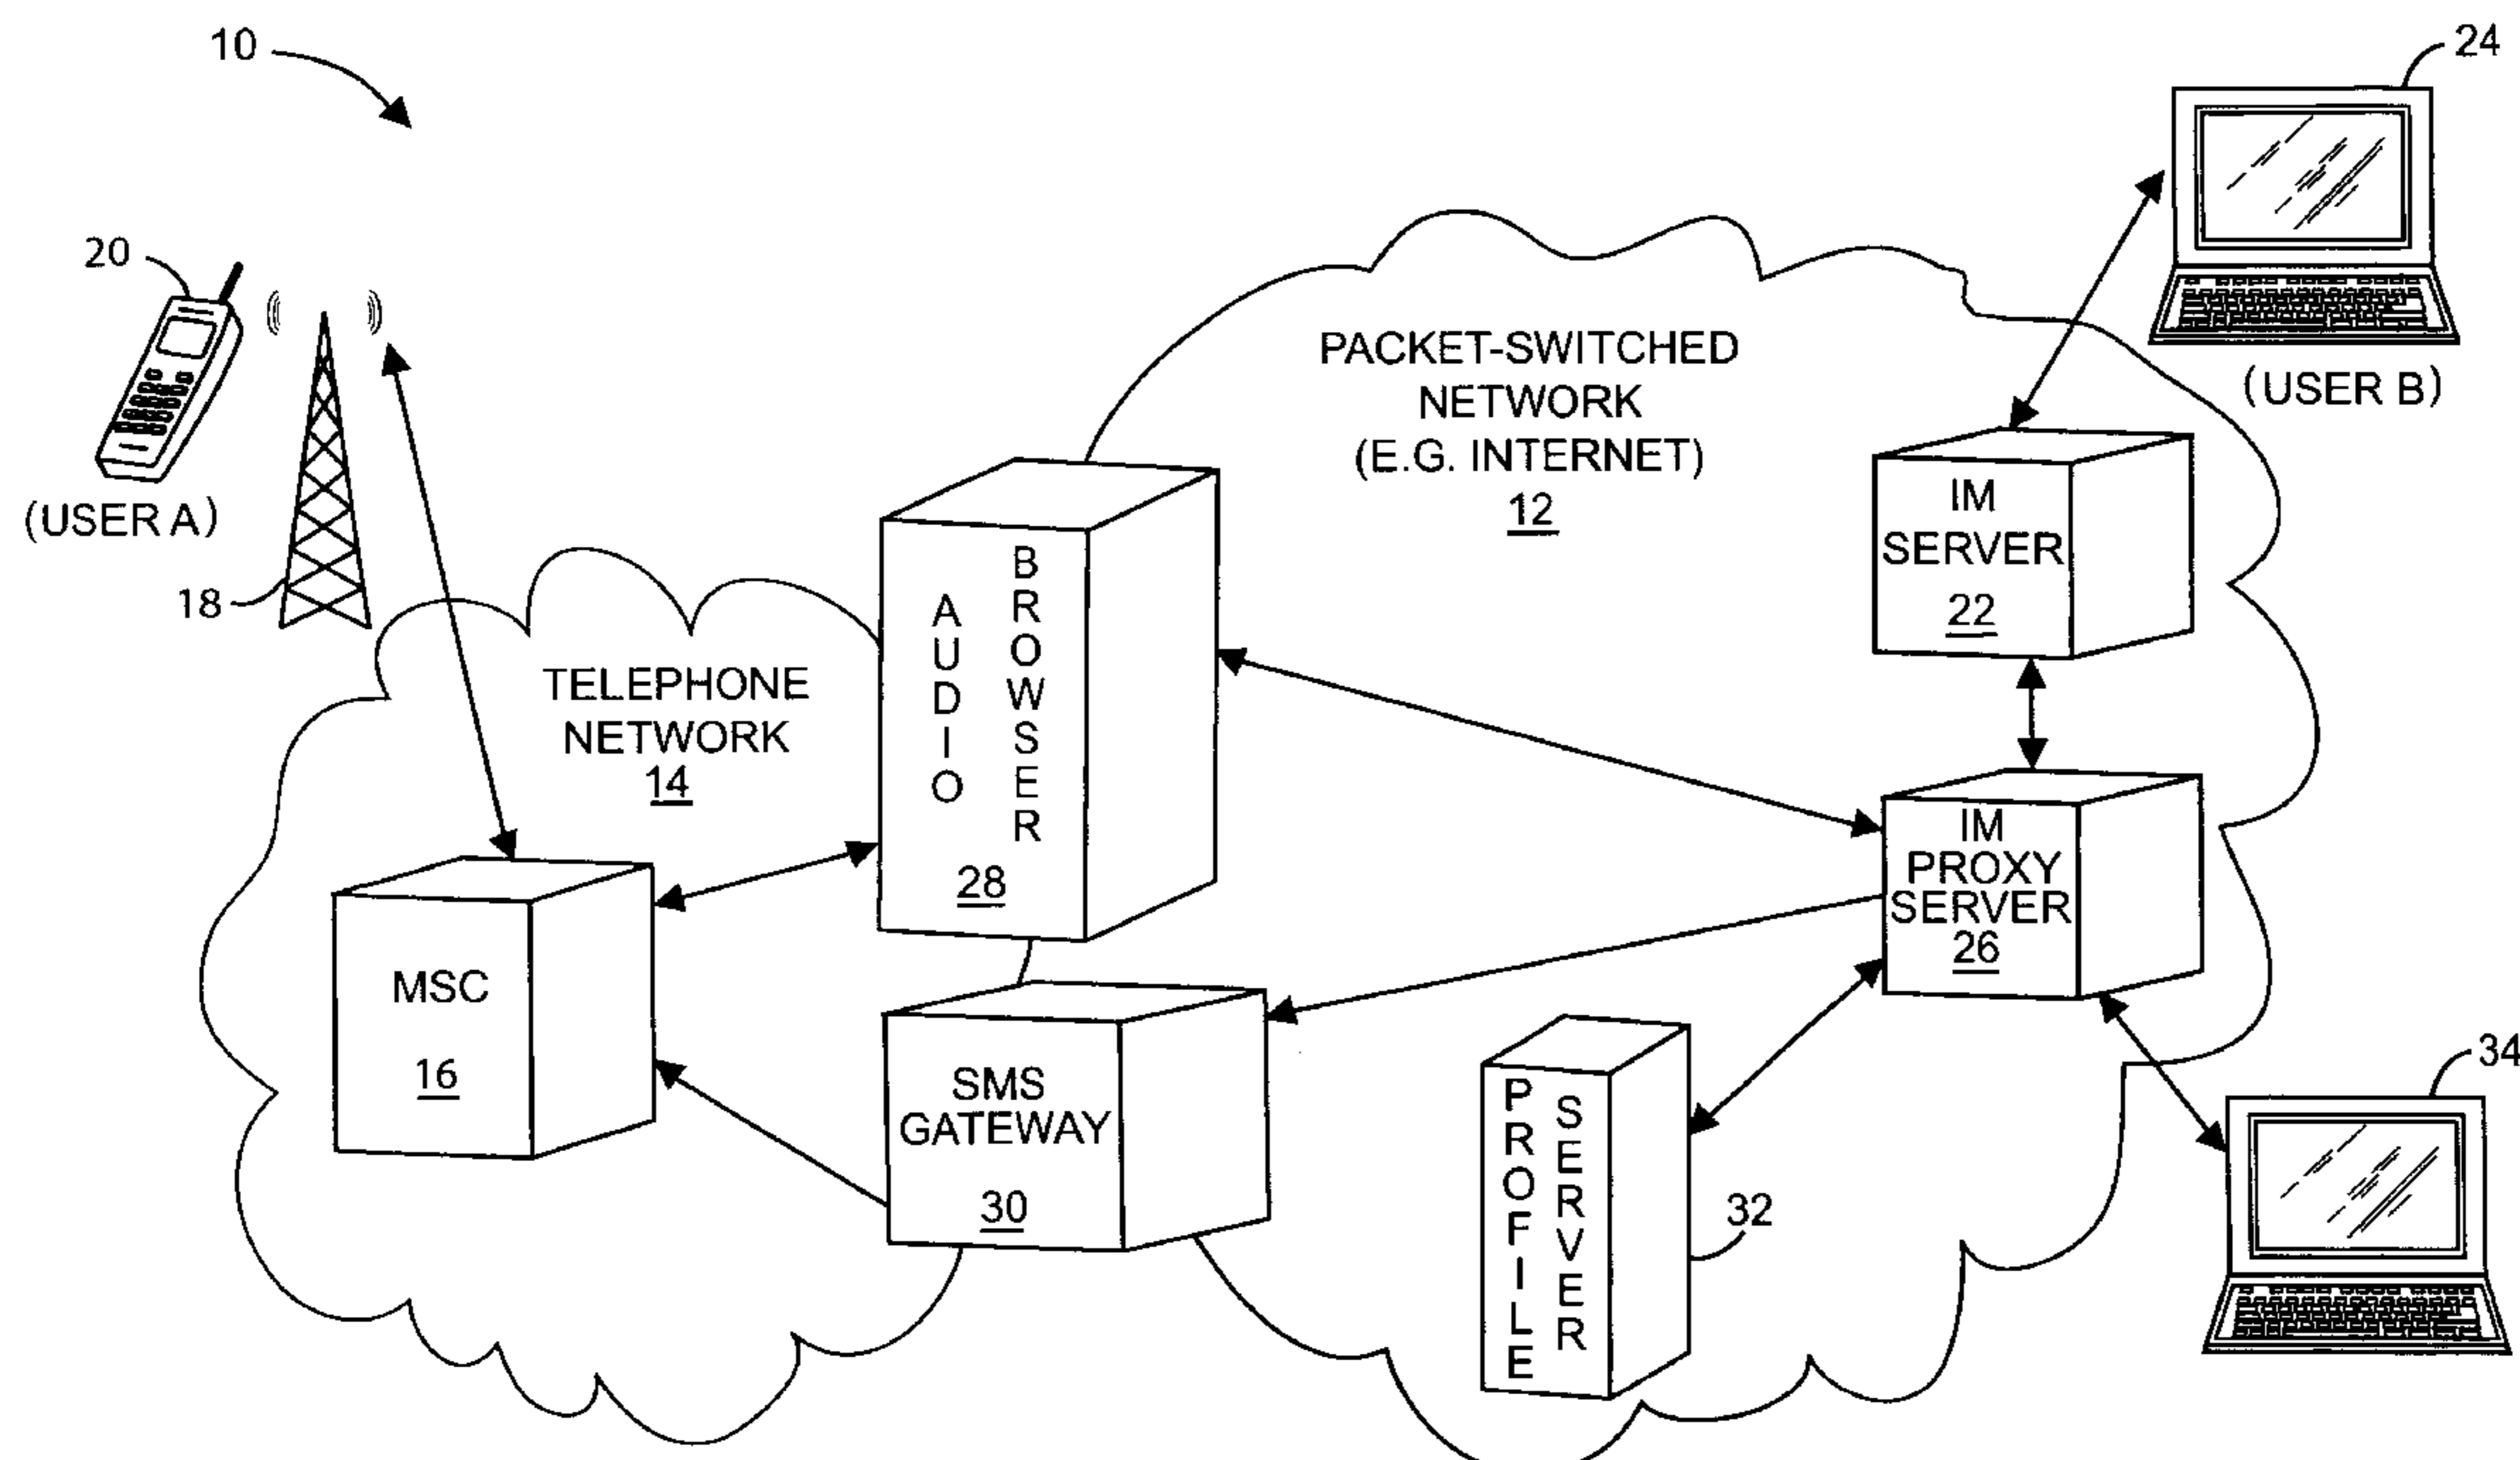 10
24
20
(USER A)
18
PACKET-SWITCHED
NETWORK
(E.G. INTERNET)
12
(USER B)
IM
SERVER
22
TELEPHONE
NETWORK
14
AUDIO
BROWSER
28
IM
PROXY
SERVER
26
MSC
16
SMS
GATEWAY
30
PROFILE
SERVER
32
34